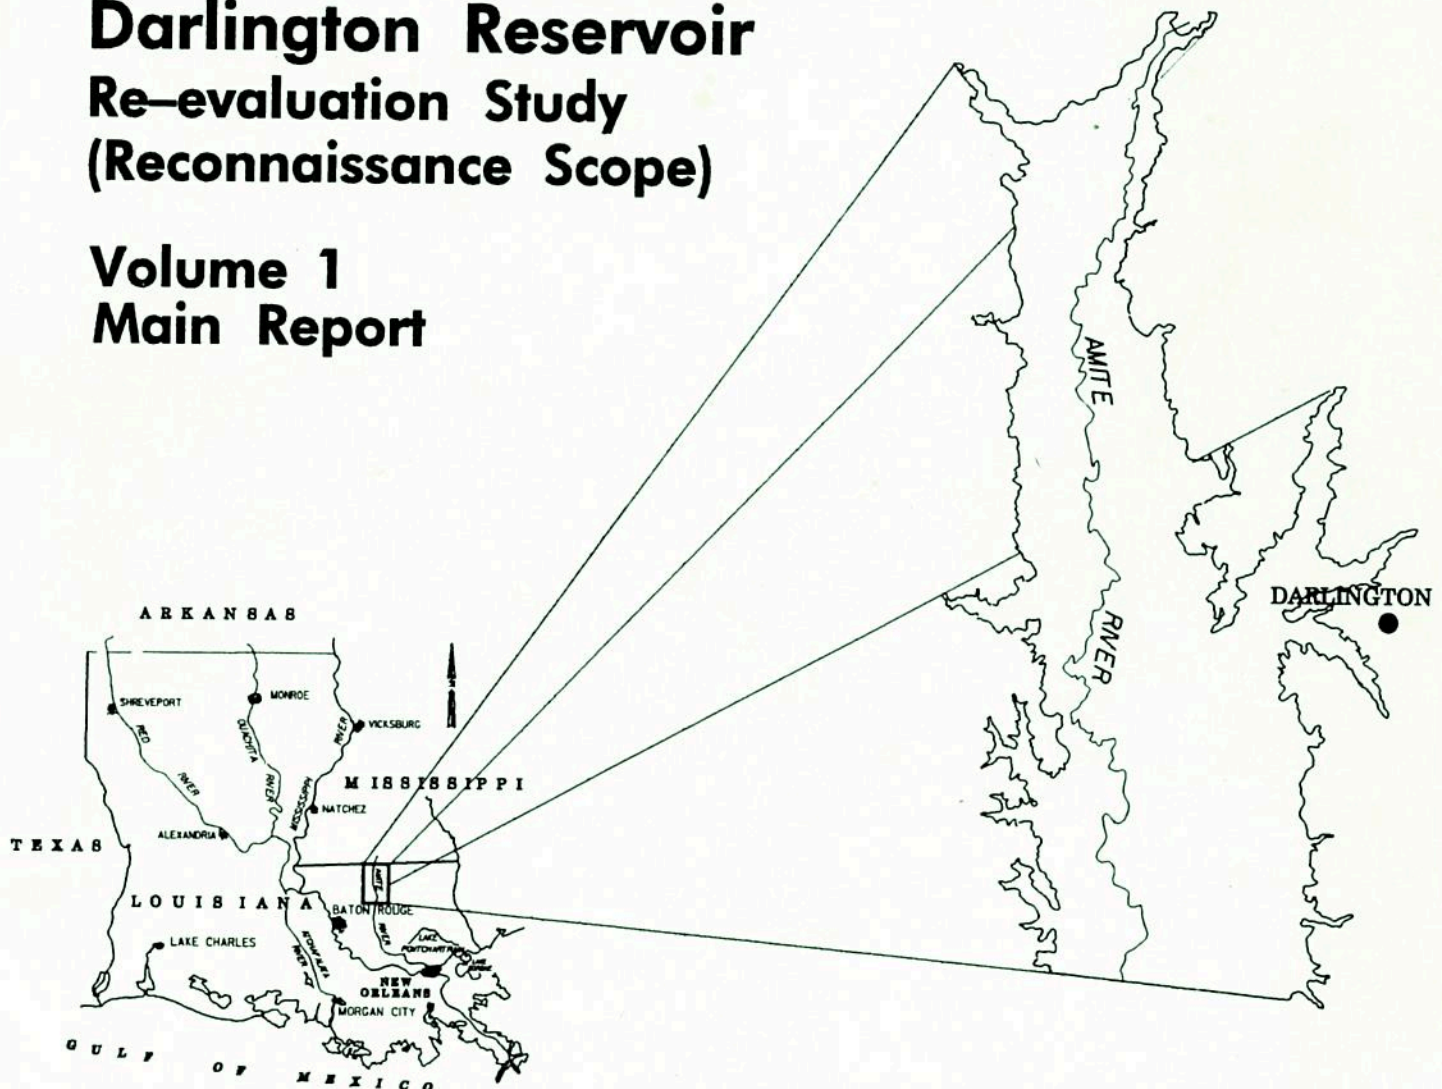 Darlington Reservoir
Re-evaluation Study
(Reconnaissance Scope)
Volume 1
Main Report
AMITE
RIVER
DARLINGTON
ARKANSAS
SHREVEPORT
MONROE
VICKSBURG
RED
RIVER
OUACHITA
RIVER
MISSISSIPPI
RIVER
MISSISSIPPI
NATCHEZ
ALEXANDRIA
TEXAS
LOUISIANA
AMITE
RIVER
BATON ROUGE
LAKE CHARLES
ATCHAFALAYA
RIVER
LAKE
PONTCHARTRAIN
NEW
ORLEANS
MORGAN CITY
GULF OF MEXICO